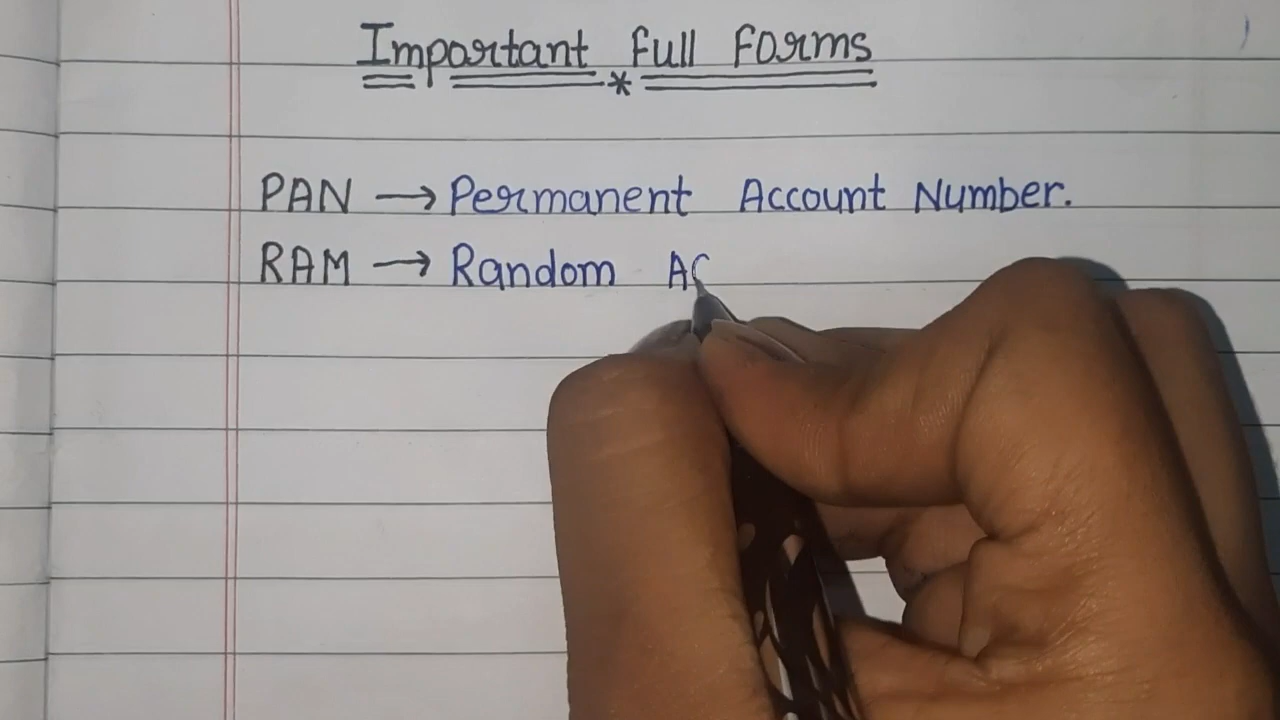 Important Full Forms
PAN → Permanent Account Number.
RAM → Random AC